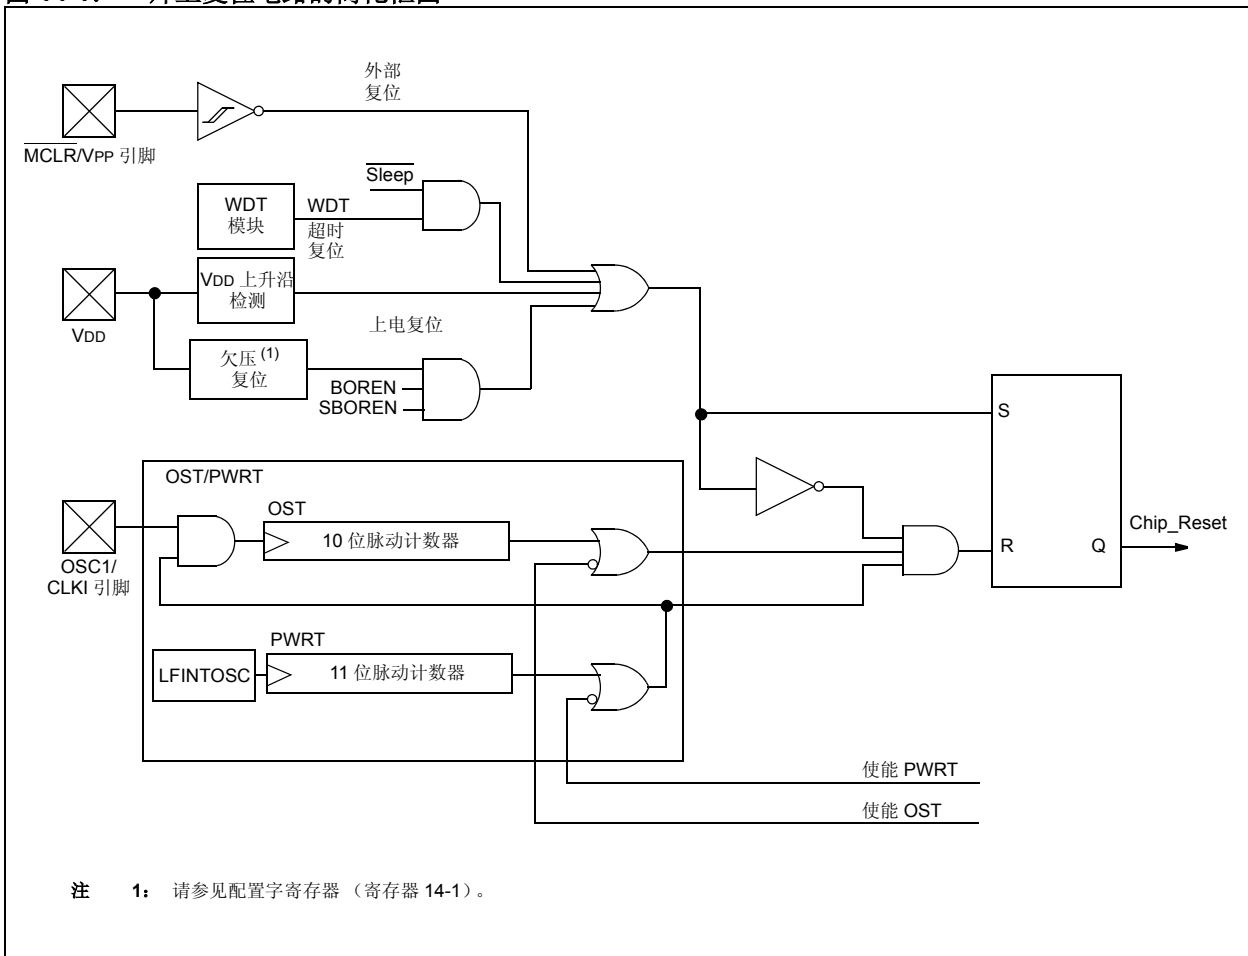 外部
复位
MCLR/VPP 引脚
Sleep
WDT
模块
WDT
超时
复位
VDD 上升沿
检测
VDD
上电复位
欠压 (1)
复位
BOREN
SBOREN
S
OST/PWRT
OST
10 位脉动计数器
OSC1/
CLKI 引脚
R
Q
Chip_Reset
PWRT
LFINTOSC
11 位脉动计数器
使能 PWRT
使能 OST
注 1： 请参见配置字寄存器 （寄存器 14-1）。